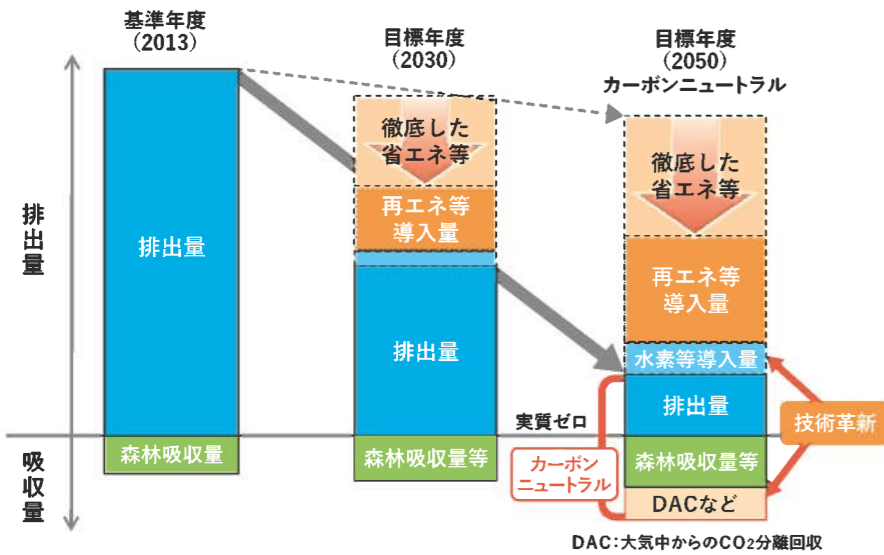 基準年度
（2013）
目標年度
（2030）
目標年度
（2050）
カーボンニュートラル
排出量
吸収量
排出量
森林吸収量
徹底した
省エネ等
再エネ等
導入量
排出量
森林吸収量等
徹底した
省エネ等
再エネ等
導入量
水素等導入量
排出量
森林吸収量等
DACなど
実質ゼロ
カーボン
ニュートラル
技術革新
DAC：大気中からのCO2分離回収